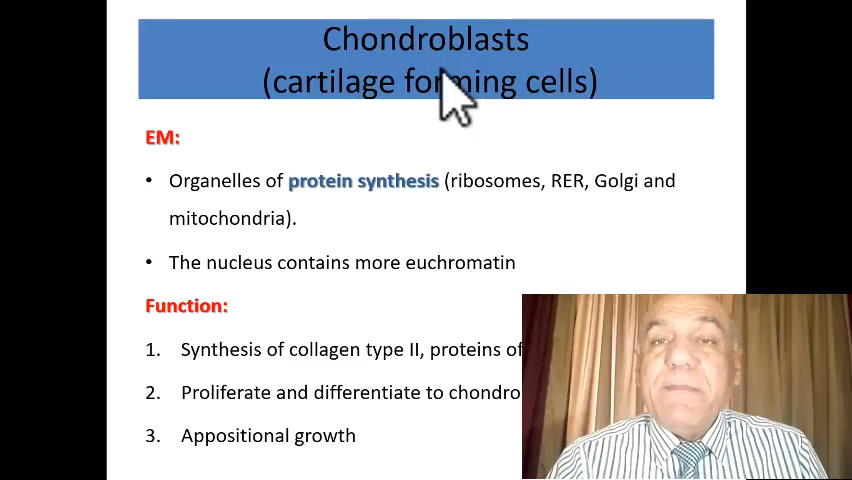 Chondroblasts
(cartilage forming cells)
EM:
• Organelles of protein synthesis (ribosomes, RER, Golgi and
mitochondria).
• The nucleus contains more euchromatin
Function:
1. Synthesis of collagen type II, proteins of
2. Proliferate and differentiate to
3. Appositional growth